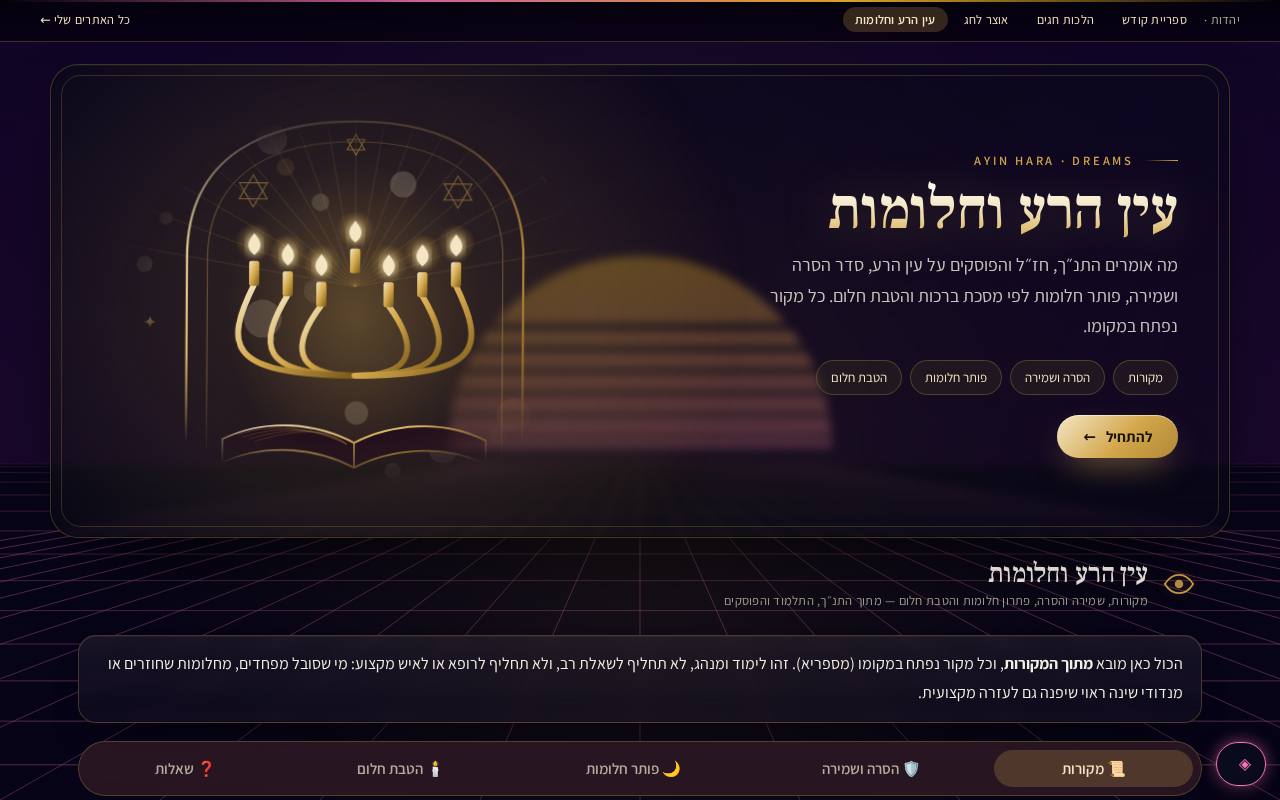 יהדות · ספריית קודש הלכות חגים אוצר לחג עין הרע וחלומות כל האתרים שלי ←
AYIN HARA · DREAMS
עין הרע וחלומות
מה אומרים התנ״ך, חז״ל והפוסקים על עין הרע, סדר הסרה
ושמירה, פותר חלומות לפי מסכת ברכות והטבת חלום. כל מקור
נפתח במקומו.
מקורות הסרה ושמירה פותר חלומות הטבת חלום
להתחיל ←
עין הרע וחלומות
מקורות, שמירה והסרה, פתרון חלומות והטבת חלום — מתוך התנ״ך, התלמוד והפוסקים
הכול כאן מובא מתוך המקורות, וכל מקור נפתח במקומו (מספריא). זהו לימוד ומנהג, לא תחליף לשאלת רב, ולא תחליף לרופא או לאיש מקצוע: מי שסובל מפחדים, מחלומות שחוזרים או
מנדודי שינה ראוי שיפנה גם לעזרה מקצועית.
📜 מקורות 🛡️ הסרה ושמירה 🌙 פותר חלומות 🕯️ הטבת חלום ❓ שאלות